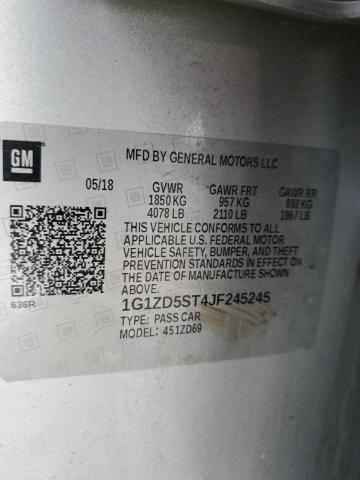 GM
MFD BY GENERAL MOTORS LLC
05/18 GVWR GAWR FRT GAWR RR
1850 KG 957 KG 892 KG
4078 LB 2110 LB 1967 LB
THIS VEHICLE CONFORMS TO ALL
APPLICABLE U.S. FEDERAL MOTOR
VEHICLE SAFETY, BUMPER, AND THEFT
PREVENTION STANDARDS IN EFFECT ON
THE DATE OF MANUFACTURE SHOWN
ABOVE.
1G1ZD5ST4JF245245
TYPE: PASS CAR
MODEL: 451ZD69
636R